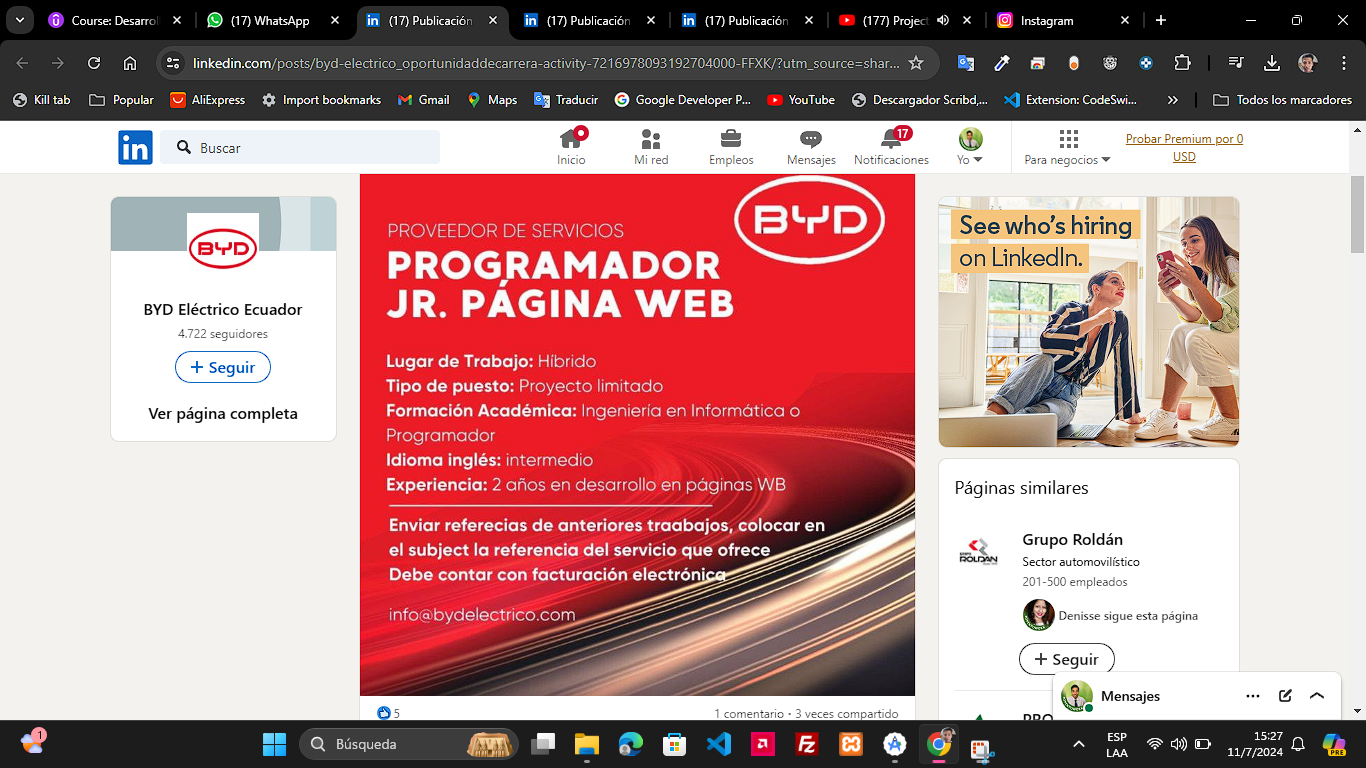 Course: Desarroll
(17) WhatsApp
(17) Publicación
(17) Publicación
(17) Publicación
(177) Project
Instagram
linkedin.com/posts/byd-electrico_oportunidaddecarrera-activity-7216978093192704000-FFXK/?utm_source=shar...
Kill tab
Popular
AliExpress
Import bookmarks
Gmail
Maps
Traducir
Google Developer P...
YouTube
Descargador Scribd,...
Extension: CodeSwi...
Todos los marcadores
in
Buscar
Inicio
Mi red
Empleos
Mensajes
17
Notificaciones
Yo
Para negocios
Probar Premium por 0
USD
BYD
BYD Eléctrico Ecuador
4.722 seguidores
+ Seguir
Ver página completa
BYD
PROVEEDOR DE SERVICIOS
PROGRAMADOR
JR. PÁGINA WEB
Lugar de Trabajo: Híbrido
Tipo de puesto: Proyecto limitado
Formación Académica: Ingeniería en Informática o
Programador
Idioma inglés: intermedio
Experiencia: 2 años en desarrollo en páginas WB
Enviar referecias de anteriores traabajos, colocar en
el subject la referencia del servicio que ofrece
Debe contar con facturación electrónica
info@bydelectrico.com
5
1 comentario • 3 veces compartido
See who's hiring
on LinkedIn.
Páginas similares
GRUPO ROLDÁN
Grupo Roldán
Sector automovilístico
201-500 empleados
Denisse sigue esta página
+ Seguir
PRO
Mensajes
1
Búsqueda
ESP
LAA
15:27
11/7/2024
PRE